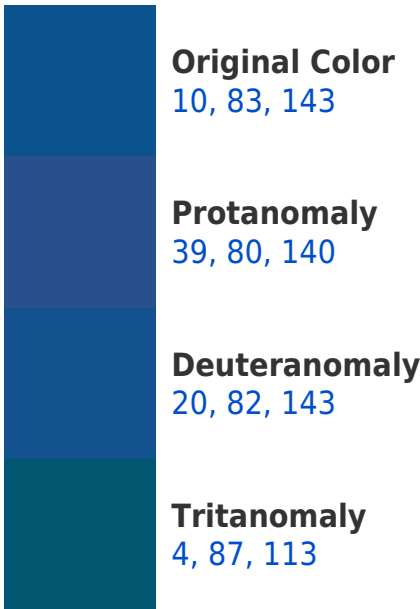 Original Color
10, 83, 143
Protanomaly
39, 80, 140
Deuteranomaly
20, 82, 143
Tritanomaly
4, 87, 113